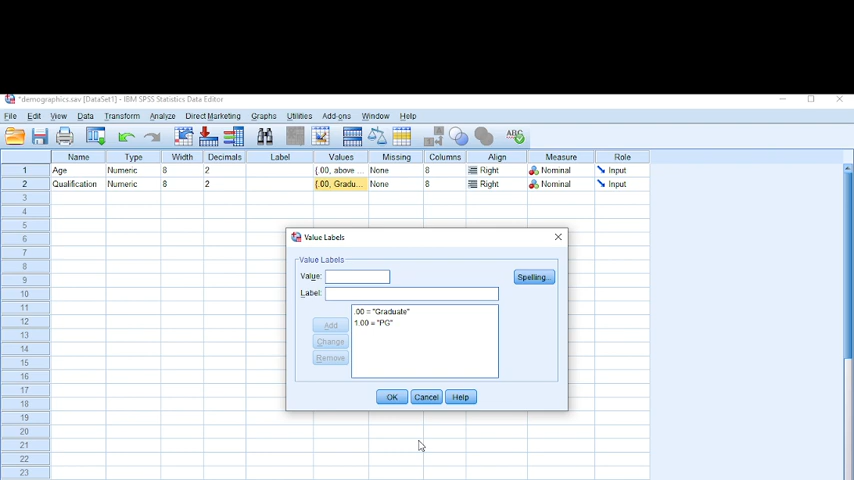 *demographics.sav [DataSet1] - IBM SPSS Statistics Data Editor
File Edit View Data Transform Analyze Direct Marketing Graphs Utilities Add-ons Window Help
ABC
Name Type Width Decimals Label Values Missing Columns Align Measure Role
1 Age Numeric 8 2 {.00, above ... None 8 Right Nominal Input
2 Qualification Numeric 8 2 {.00, Gradu... None 8 Right Nominal Input
3
4
5
6
7
8
9
10
11
12
13
14
15
16
17
18
19
20
21
22
23
Value Labels
Value Labels
Value:
Spelling...
Label:
.00 = "Graduate"
1.00 = "PG"
Add
Change
Remove
OK Cancel Help